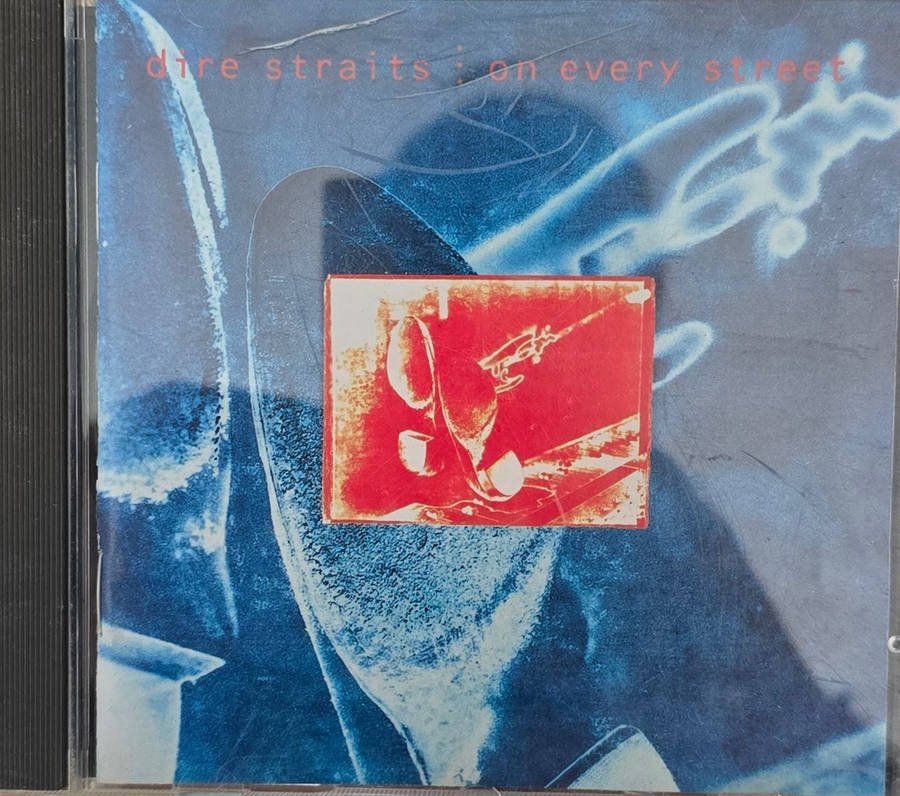 dire straits : on every street